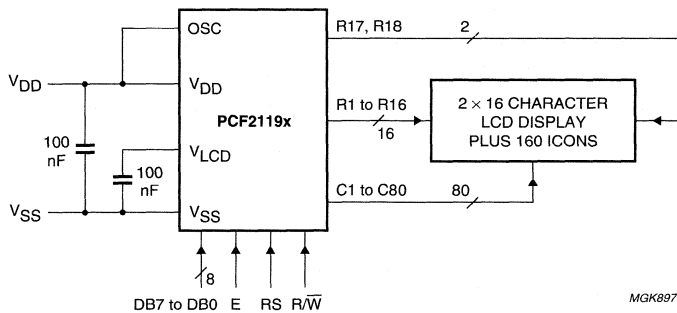 OSC
R17, R18
2
VDD
VDD
100
nF
PCF2119x
R1 to R16
16
2 × 16 CHARACTER
LCD DISPLAY
PLUS 160 ICONS
VLCD
100
nF
VSS
VSS
C1 to C80
80
8
DB7 to DB0
E
RS
R/W̅
MGK897